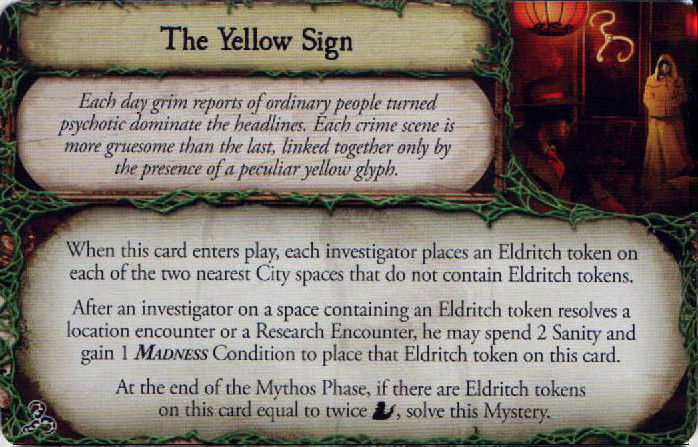 The Yellow Sign
Each day grim reports of ordinary people turned
psychotic dominate the headlines. Each crime scene is
more gruesome than the last, linked together only by
the presence of a peculiar yellow glyph.
When this card enters play, each investigator places an Eldritch token on
each of the two nearest City spaces that do not contain Eldritch tokens.
After an investigator on a space containing an Eldritch token resolves a
location encounter or a Research Encounter, he may spend 2 Sanity and
gain 1 MADNESS Condition to place that Eldritch token on this card.
At the end of the Mythos Phase, if there are Eldritch tokens
on this card equal to twice , solve this Mystery.